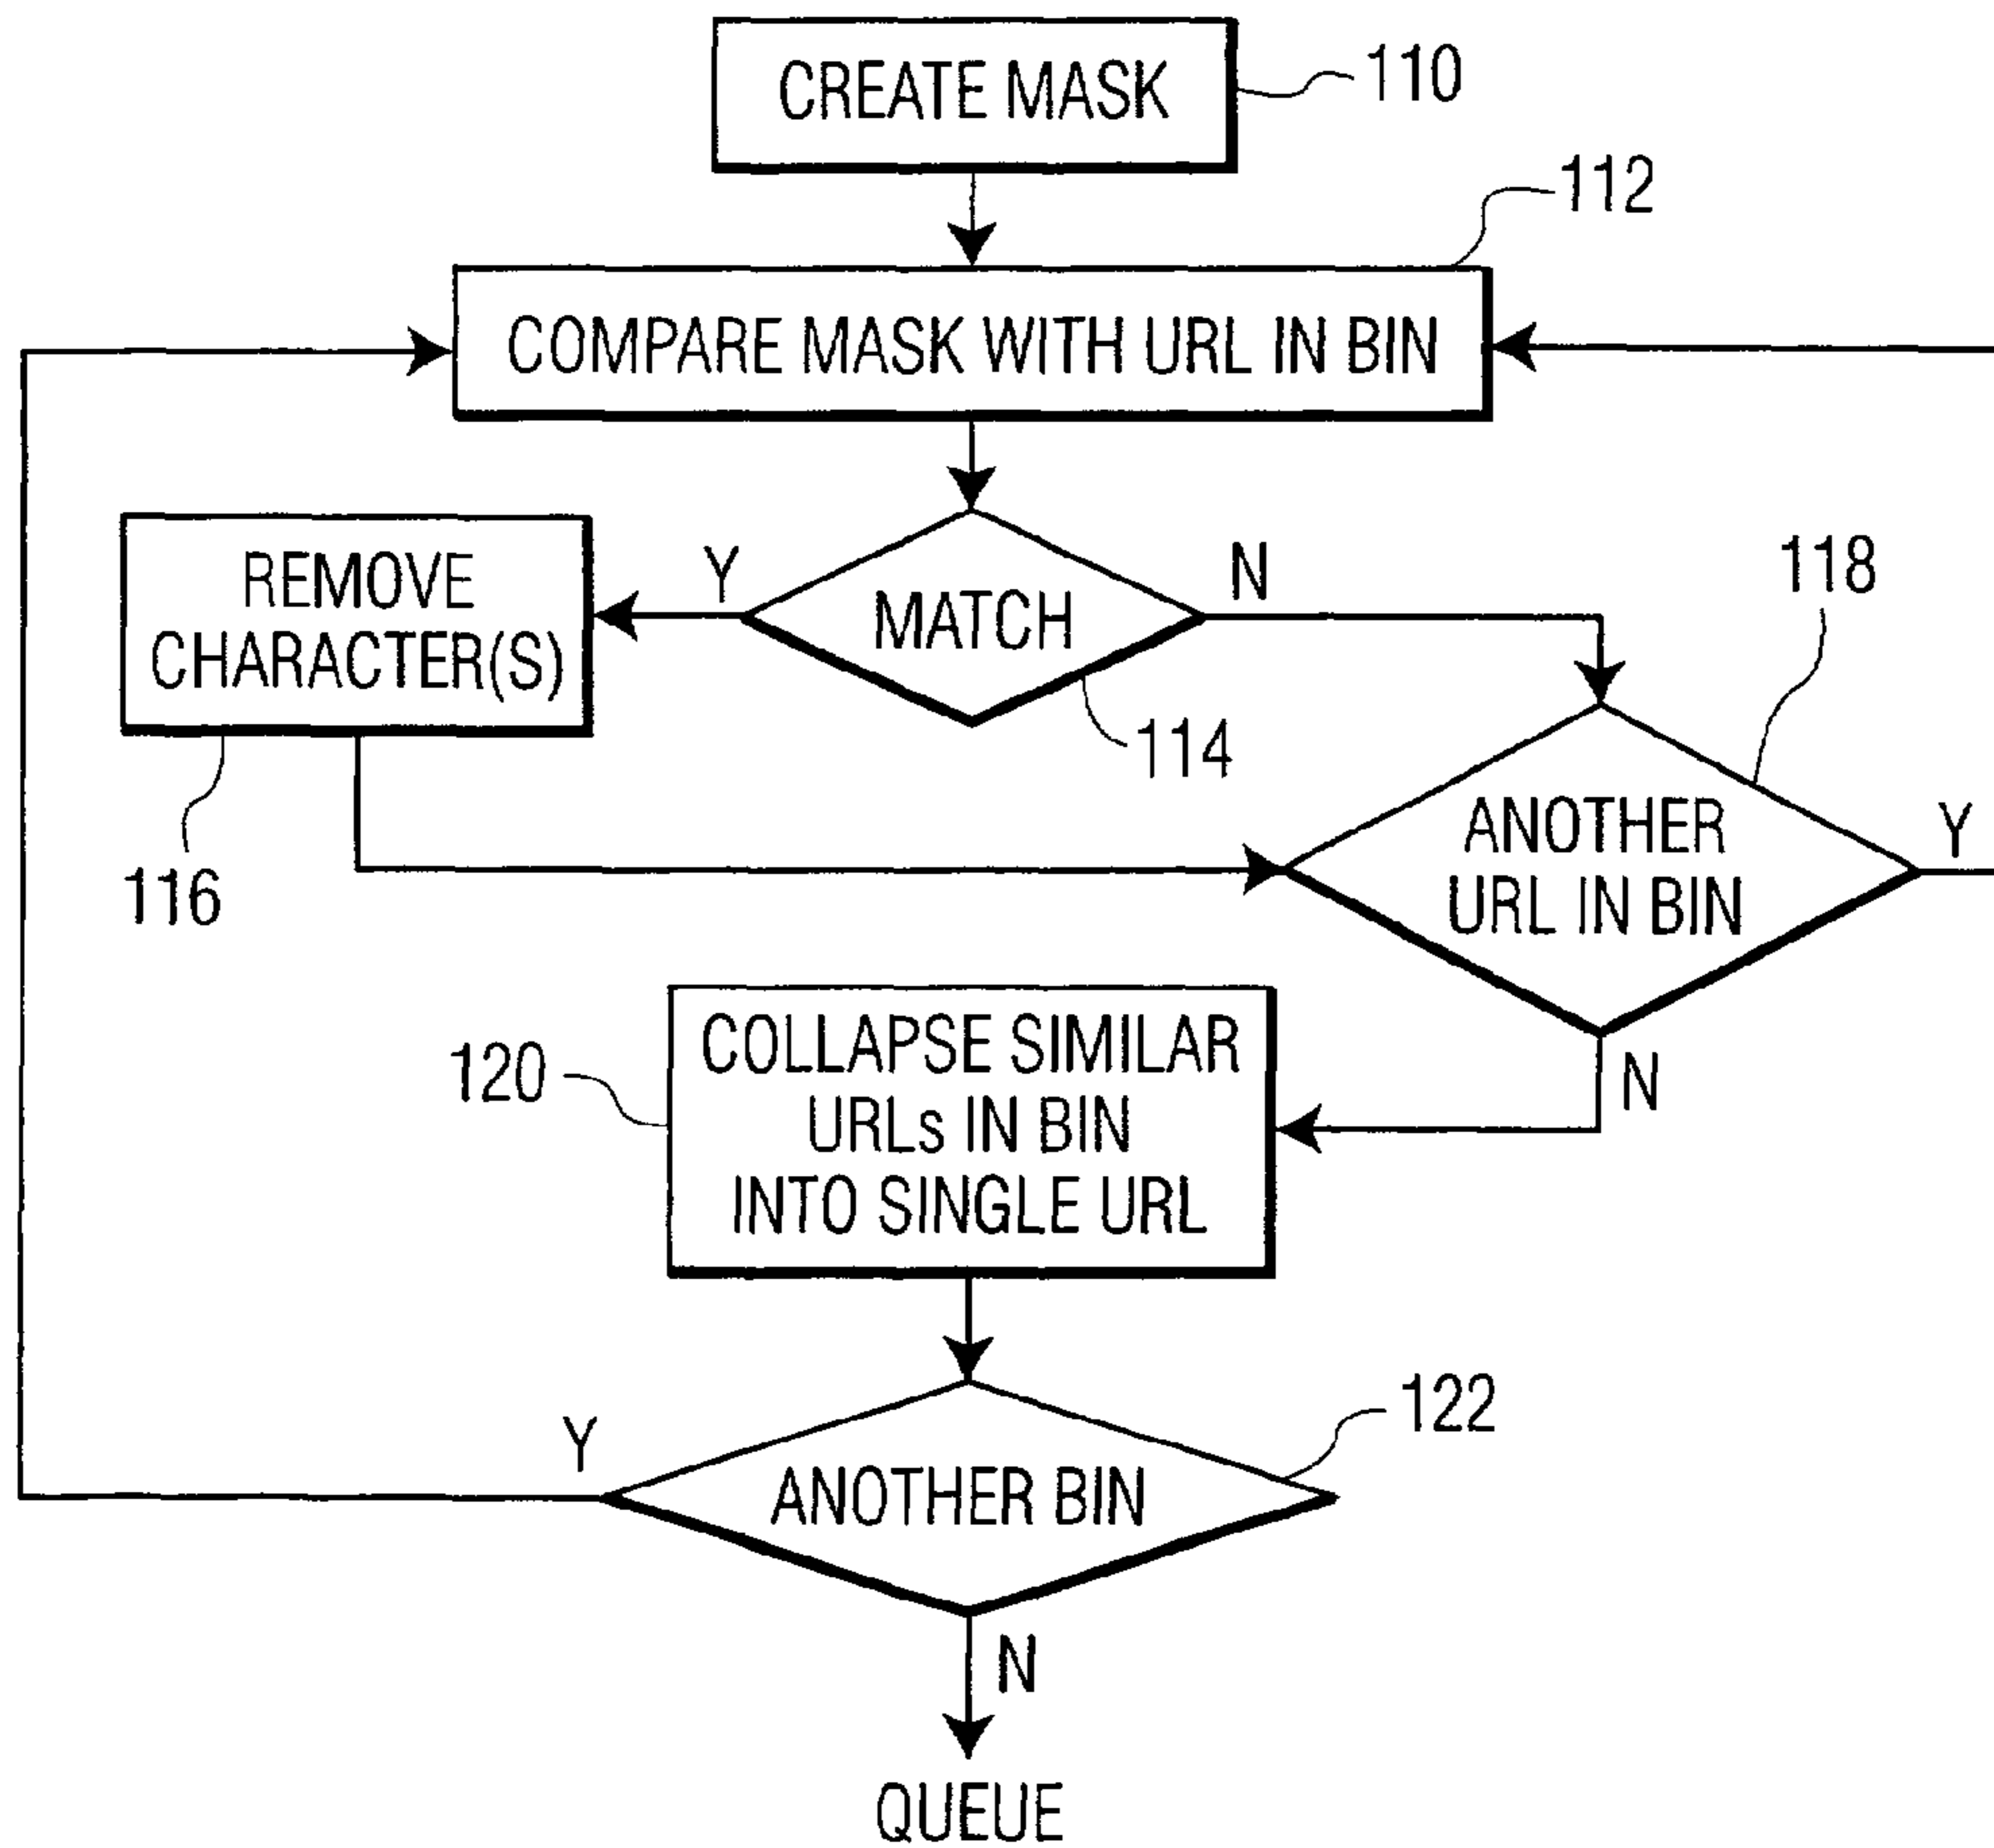 CREATE MASK
110
112
COMPARE MASK WITH URL IN BIN
REMOVE
CHARACTER(S)
Y
MATCH
N
118
114
116
ANOTHER
URL IN BIN
Y
N
COLLAPSE SIMILAR
URLs IN BIN
INTO SINGLE URL
120
122
Y
ANOTHER BIN
N
QUEUE